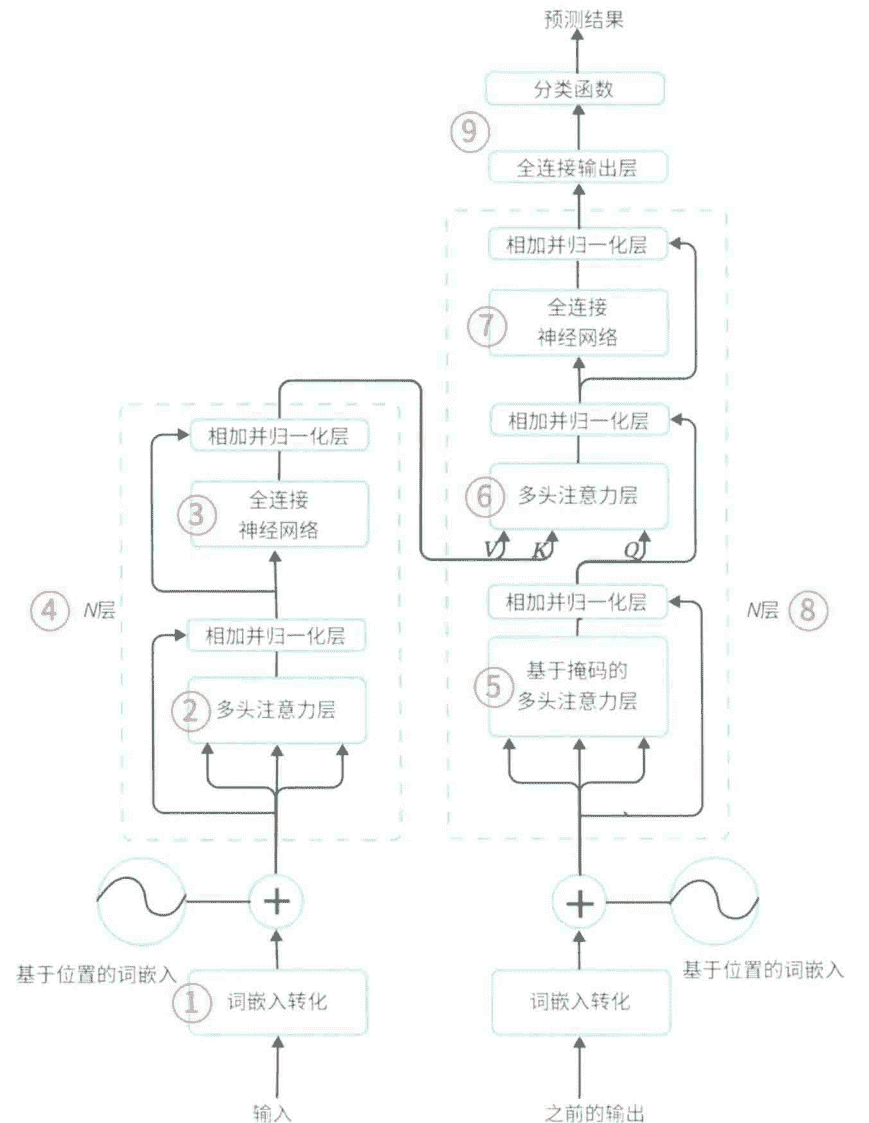 预测结果
分类函数
⑨
全连接输出层
相加并归一化层
⑦
全连接
神经网络
相加并归一化层
⑥
多头注意力层
V
K
Q
相加并归一化层
⑤
基于掩码的
多头注意力层
N层 ⑧
词嵌入转化
之前的输出
基于位置的词嵌入
相加并归一化层
③
全连接
神经网络
④ N层
相加并归一化层
②
多头注意力层
+
+
基于位置的词嵌入
①
词嵌入转化
输入